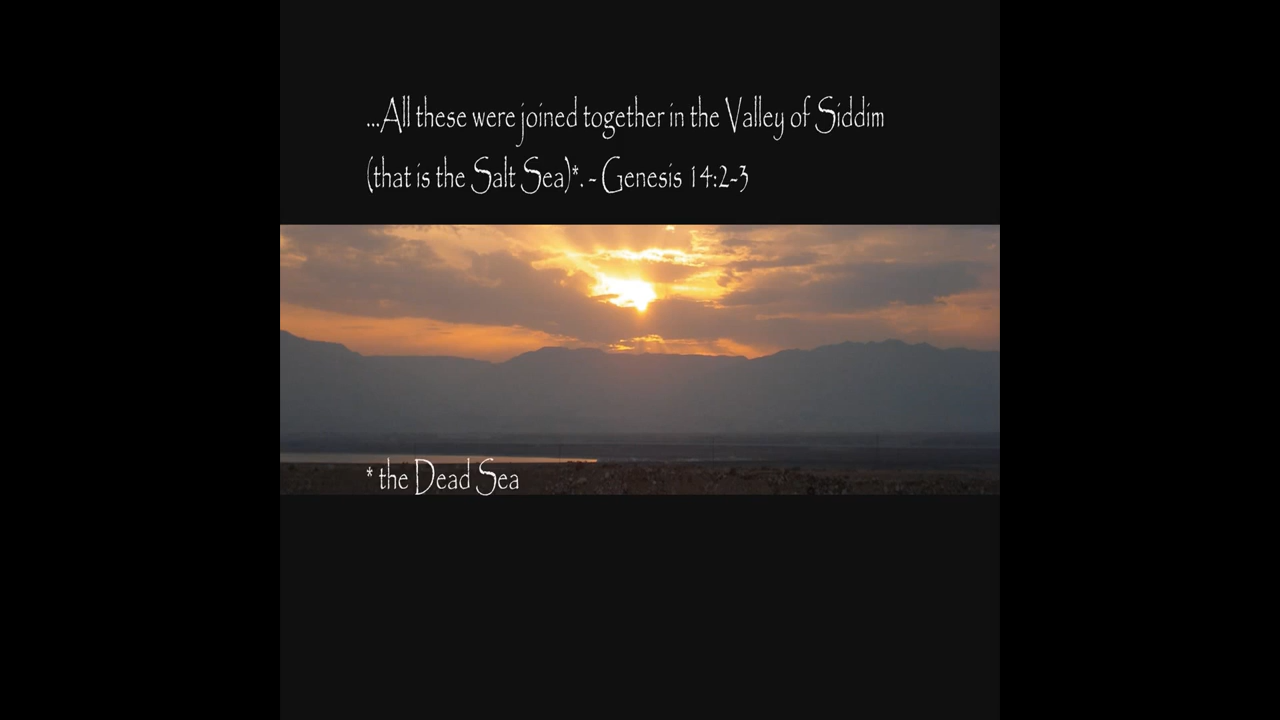 ...All these were joined together in the Valley of Siddim
(that is the Salt Sea)*. - Genesis 14:2-3
* the Dead Sea